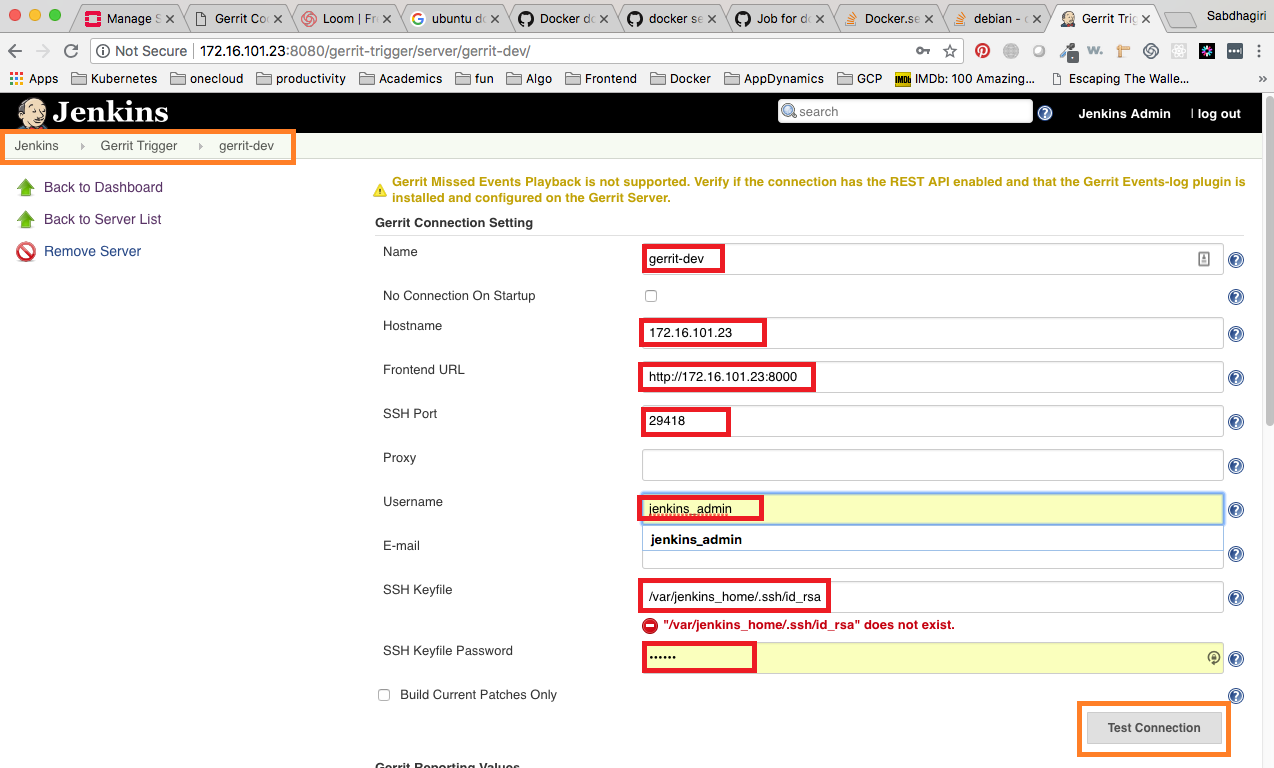 Manage S
Gerrit Co
Loom | Fr
ubuntu do
Docker do
docker se
Job for do
Docker.se
debian -
Gerrit Trig
Sabdhagiri
Not Secure | 172.16.101.23:8080/gerrit-trigger/server/gerrit-dev/
Apps Kubernetes onecloud productivity Academics fun Algo Frontend Docker AppDynamics GCP IMDb IMDb: 100 Amazing... Escaping The Walle... »
Jenkins
search
Jenkins Admin | log out
Jenkins Gerrit Trigger gerrit-dev
Back to Dashboard
Back to Server List
Remove Server
Gerrit Missed Events Playback is not supported. Verify if the connection has the REST API enabled and that the Gerrit Events-log plugin is
installed and configured on the Gerrit Server.
Gerrit Connection Setting
Name gerrit-dev
No Connection On Startup
Hostname 172.16.101.23
Frontend URL http://172.16.101.23:8000
SSH Port 29418
Proxy
Username jenkins_admin
jenkins_admin
E-mail
SSH Keyfile /var/jenkins_home/.ssh/id_rsa
"/var/jenkins_home/.ssh/id_rsa" does not exist.
SSH Keyfile Password ••••••
Build Current Patches Only
Test Connection
Gerrit Reporting Values